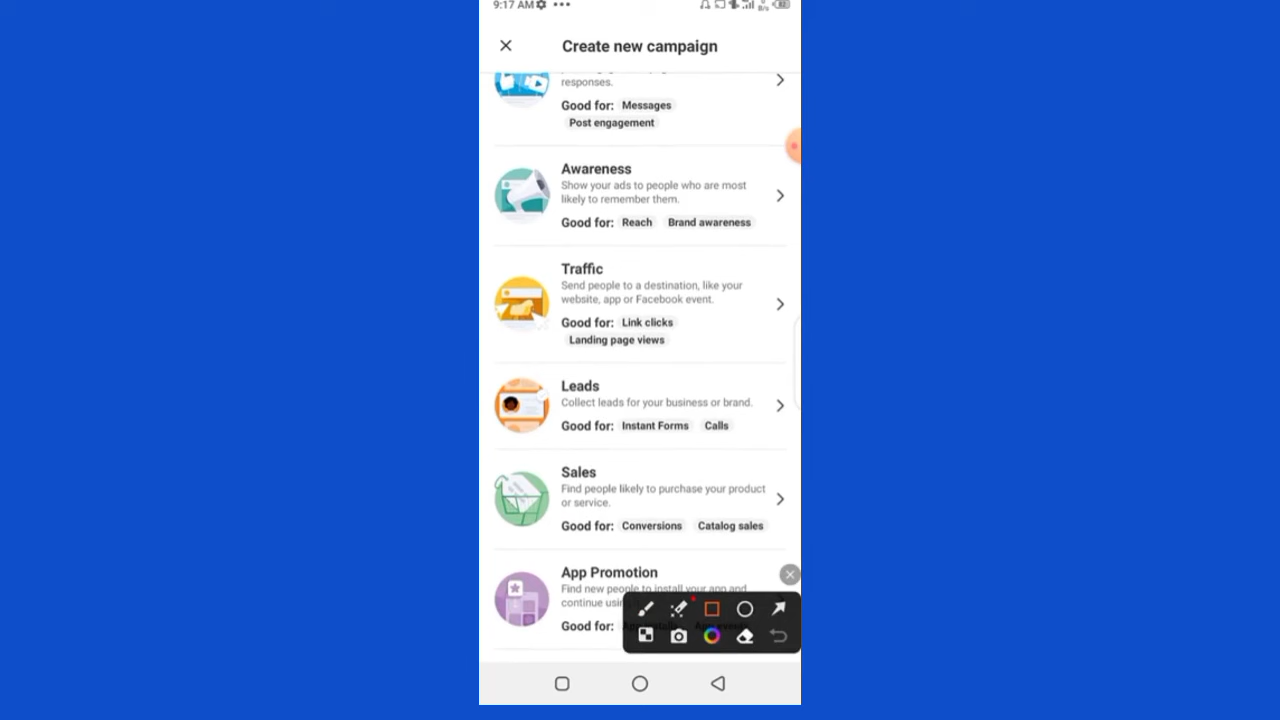 9:17 AM
Create new campaign
responses.
Good for: Messages
Post engagement
Awareness
Show your ads to people who are most
likely to remember them.
Good for: Reach Brand awareness
Traffic
Send people to a destination, like your
website, app or Facebook event.
Good for: Link clicks
Landing page views
Leads
Collect leads for your business or brand.
Good for: Instant Forms Calls
Sales
Find people likely to purchase your product
or service.
Good for: Conversions Catalog sales
App Promotion
Find new people to install your app and
continue
Good for: